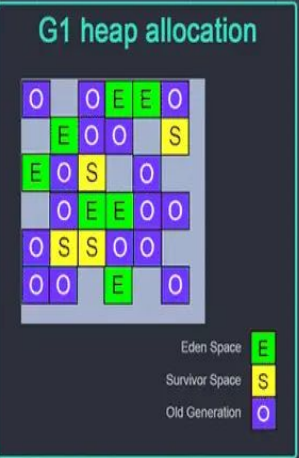 G1 heap allocation
O O E E O
E O O S
E O S O
O E E O O
O S S O O
O O E O
Eden Space E
Survivor Space S
Old Generation O